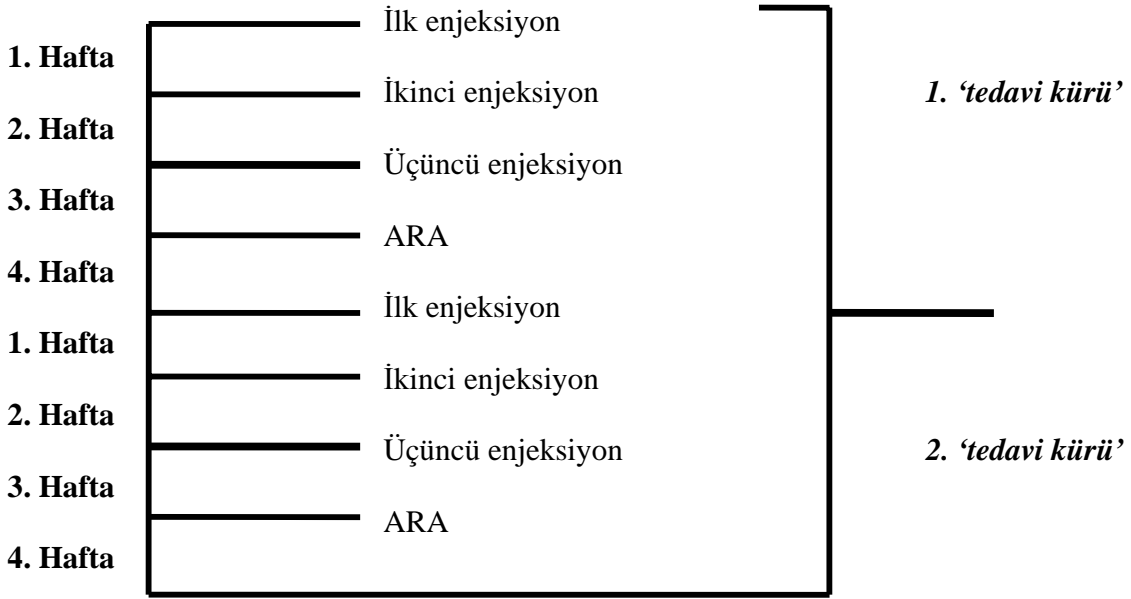 İlk enjeksiyon
1. Hafta
İkinci enjeksiyon
1. ‘tedavi kürü’
2. Hafta
Üçüncü enjeksiyon
3. Hafta
ARA
4. Hafta
İlk enjeksiyon
1. Hafta
İkinci enjeksiyon
2. Hafta
Üçüncü enjeksiyon
2. ‘tedavi kürü’
3. Hafta
ARA
4. Hafta